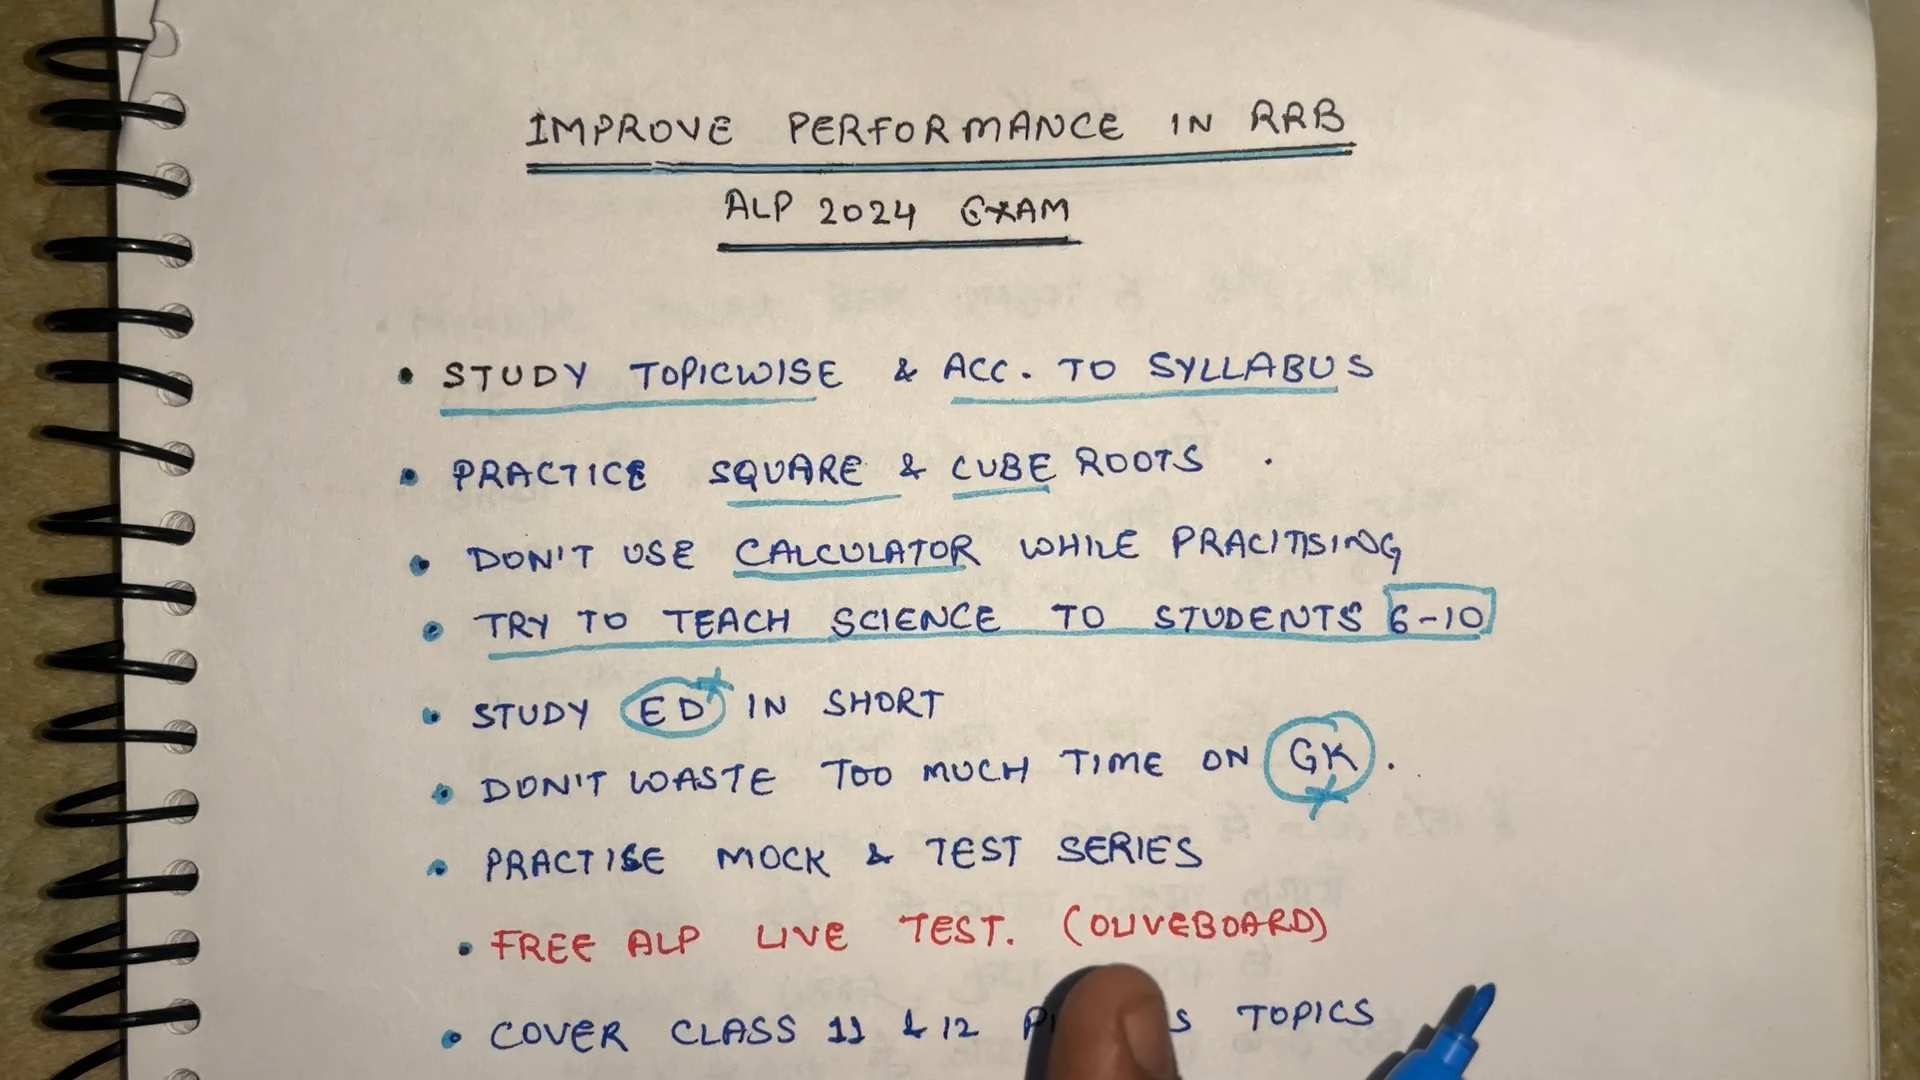 IMPROVE PERFORMANCE IN RRB
ALP 2024 EXAM
• STUDY TOPICWISE & ACC. TO SYLLABUS
• PRACTICE SQUARE & CUBE ROOTS .
• DON'T USE CALCULATOR WHILE PRACITISING
• TRY TO TEACH SCIENCE TO STUDENTS 6-10
• STUDY ED IN SHORT
• DON'T WASTE TOO MUCH TIME ON GK .
• PRACTISE MOCK & TEST SERIES
• FREE ALP LIVE TEST. (OLIVEBOARD)
• COVER CLASS 11 & 12 TOPICS